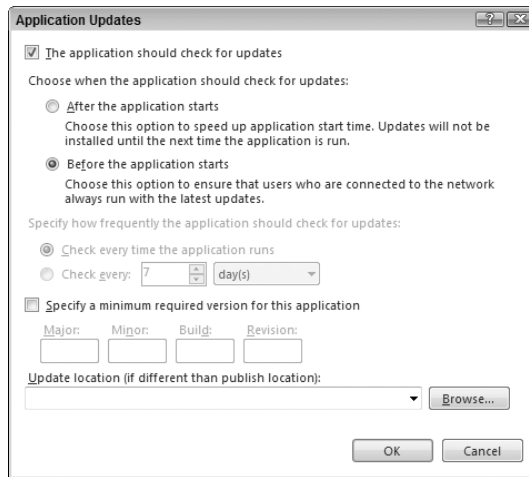 Application Updates
The application should check for updates
Choose when the application should check for updates:
After the application starts
Choose this option to speed up application start time. Updates will not be
installed until the next time the application is run.
Before the application starts
Choose this option to ensure that users who are connected to the network
always run with the latest updates.
Specify how frequently the application should check for updates:
Check every time the application runs
Check every: 7 day(s)
Specify a minimum required version for this application
Major: Minor: Build: Revision:
Update location (if different than publish location):
Browse...
OK Cancel